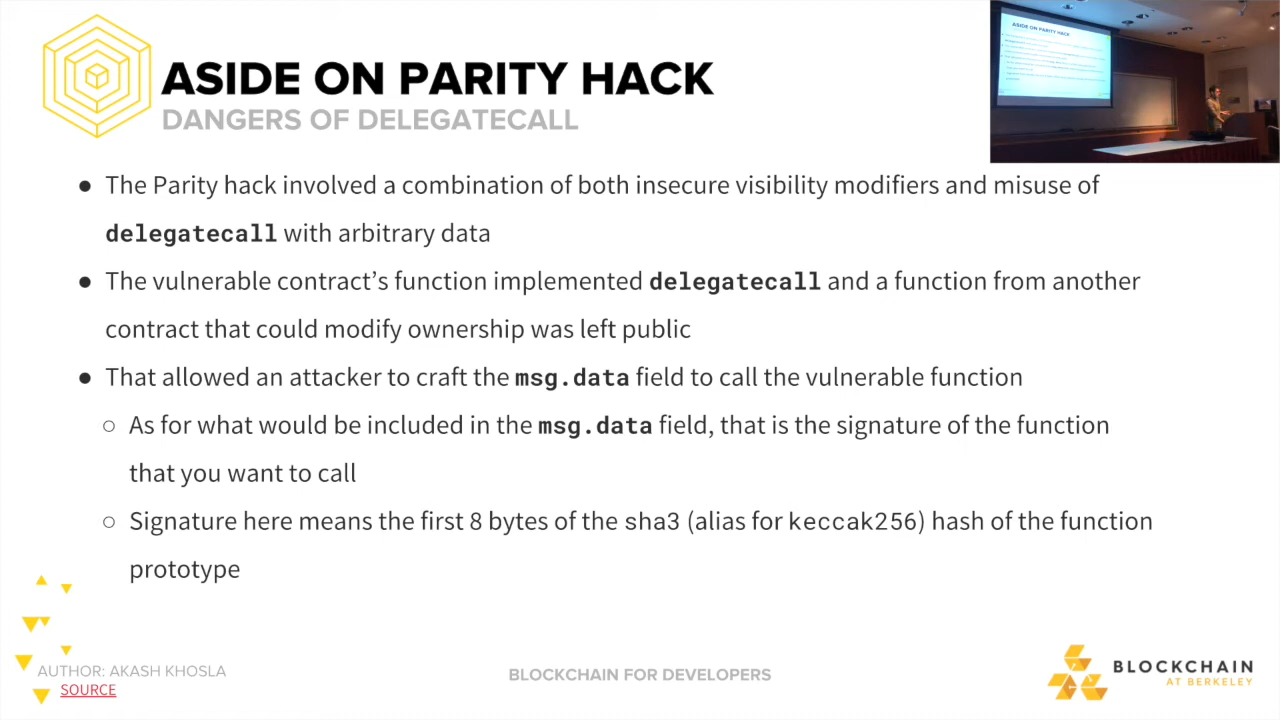 ASIDE ON PARITY HACK
DANGERS OF DELEGATECALL
ASIDE ON PARITY HACK
● The Parity hack involved a combination of both insecure visibility modifiers and misuse of
delegatecall with arbitrary data
● The vulnerable contract’s function implemented delegatecall and a function from another
contract that could modify ownership was left public
● That allowed an attacker to craft the msg.data field to call the vulnerable function
○ As for what would be included in the msg.data field, that is the signature of the function
that you want to call
○ Signature here means the first 8 bytes of the sha3 (alias for keccak256) hash of the function
prototype
AUTHOR: AKASH KHOSLA
SOURCE
BLOCKCHAIN FOR DEVELOPERS
BLOCKCHAIN
AT BERKELEY